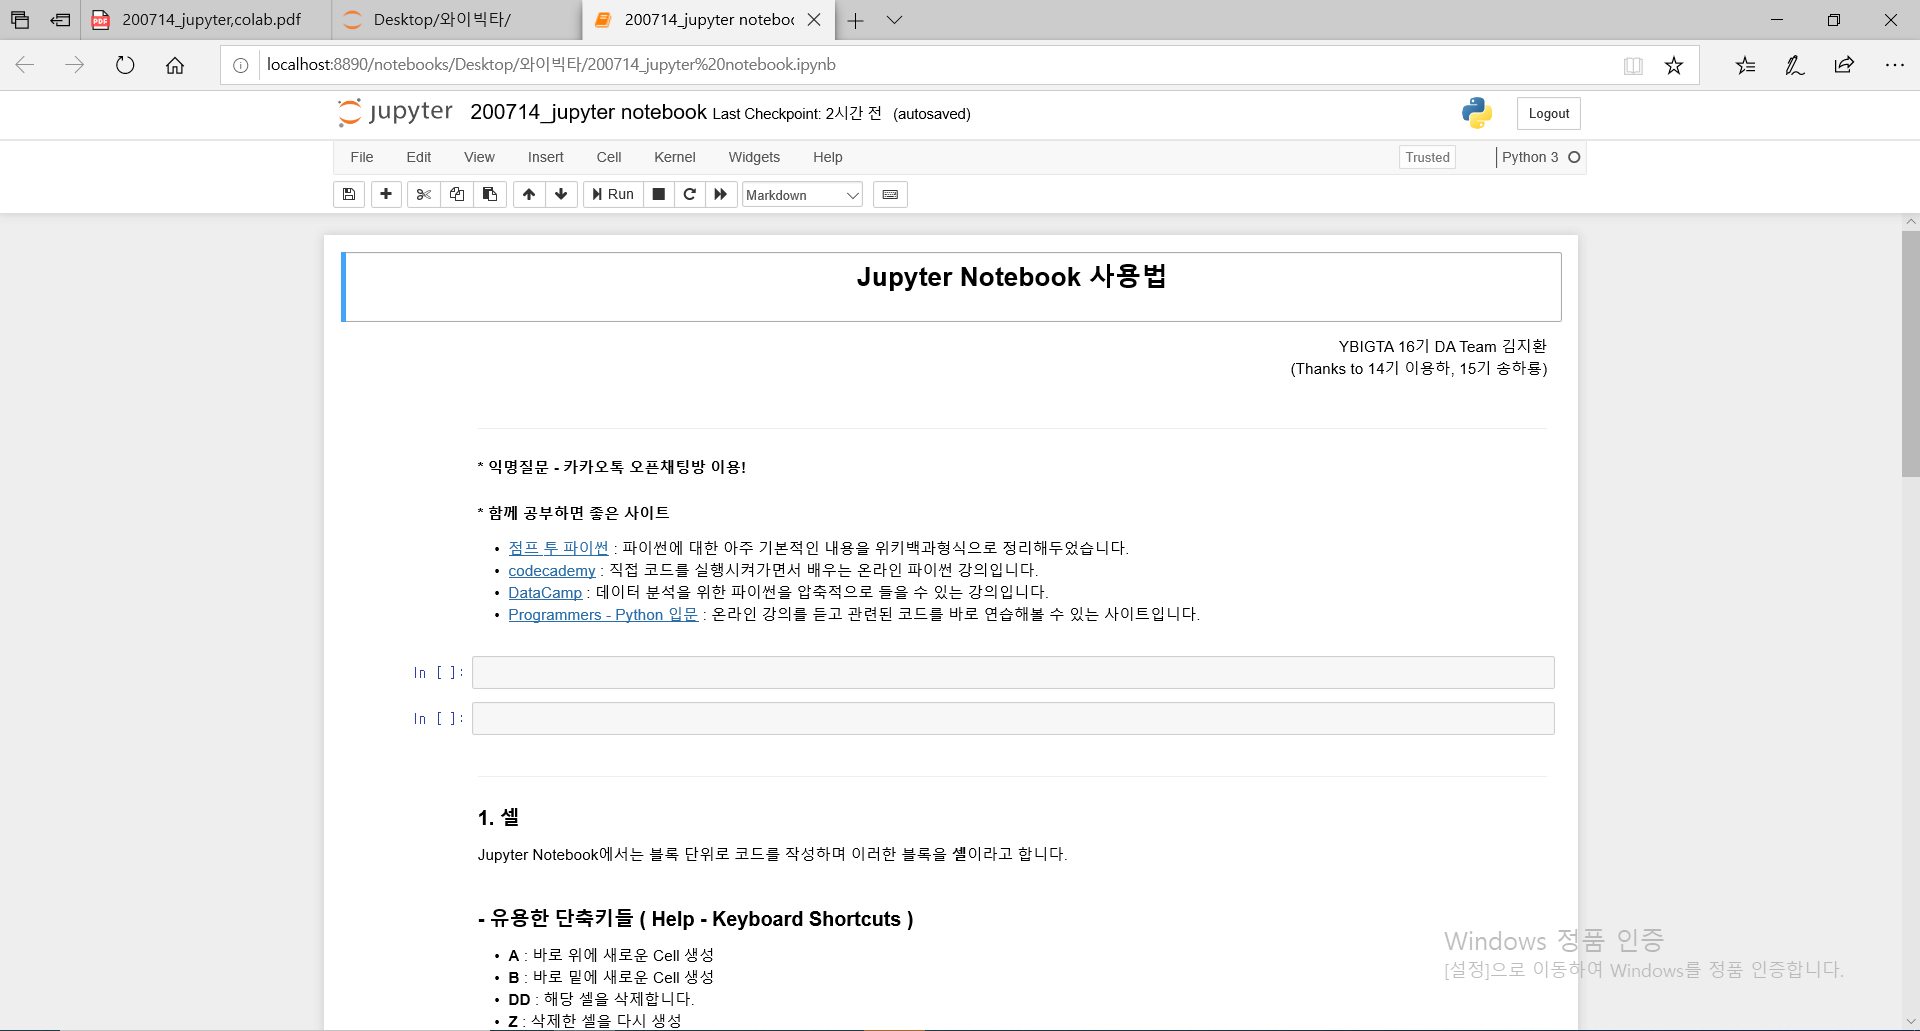 200714_jupyter,colab.pdf
Desktop/와이빅타/
200714_jupyter noteboo
localhost:8890/notebooks/Desktop/와이빅타/200714_jupyter%20notebook.ipynb
jupyter 200714_jupyter notebook Last Checkpoint: 2시간 전 (autosaved)
Logout
File Edit View Insert Cell Kernel Widgets Help
Trusted Python 3
Run Markdown
Jupyter Notebook 사용법
YBIGTA 16기 DA Team 김지환
(Thanks to 14기 이용하, 15기 송하룡)
* 익명질문 - 카카오톡 오픈채팅방 이용!
* 함께 공부하면 좋은 사이트
• 점프 투 파이썬 : 파이썬에 대한 아주 기본적인 내용을 위키백과형식으로 정리해두었습니다.
• codecademy : 직접 코드를 실행시켜가면서 배우는 온라인 파이썬 강의입니다.
• DataCamp : 데이터 분석을 위한 파이썬을 압축적으로 들을 수 있는 강의입니다.
• Programmers - Python 입문 : 온라인 강의를 듣고 관련된 코드를 바로 연습해볼 수 있는 사이트입니다.
In [ ]:
In [ ]:
1. 셀
Jupyter Notebook에서는 블록 단위로 코드를 작성하며 이러한 블록을 셀이라고 합니다.
- 유용한 단축키들 ( Help - Keyboard Shortcuts )
• A : 바로 위에 새로운 Cell 생성
• B : 바로 밑에 새로운 Cell 생성
• DD : 해당 셀을 삭제합니다.
• Z : 삭제한 셀을 다시 생성
Windows 정품 인증
[설정]으로 이동하여 Windows를 정품 인증합니다.